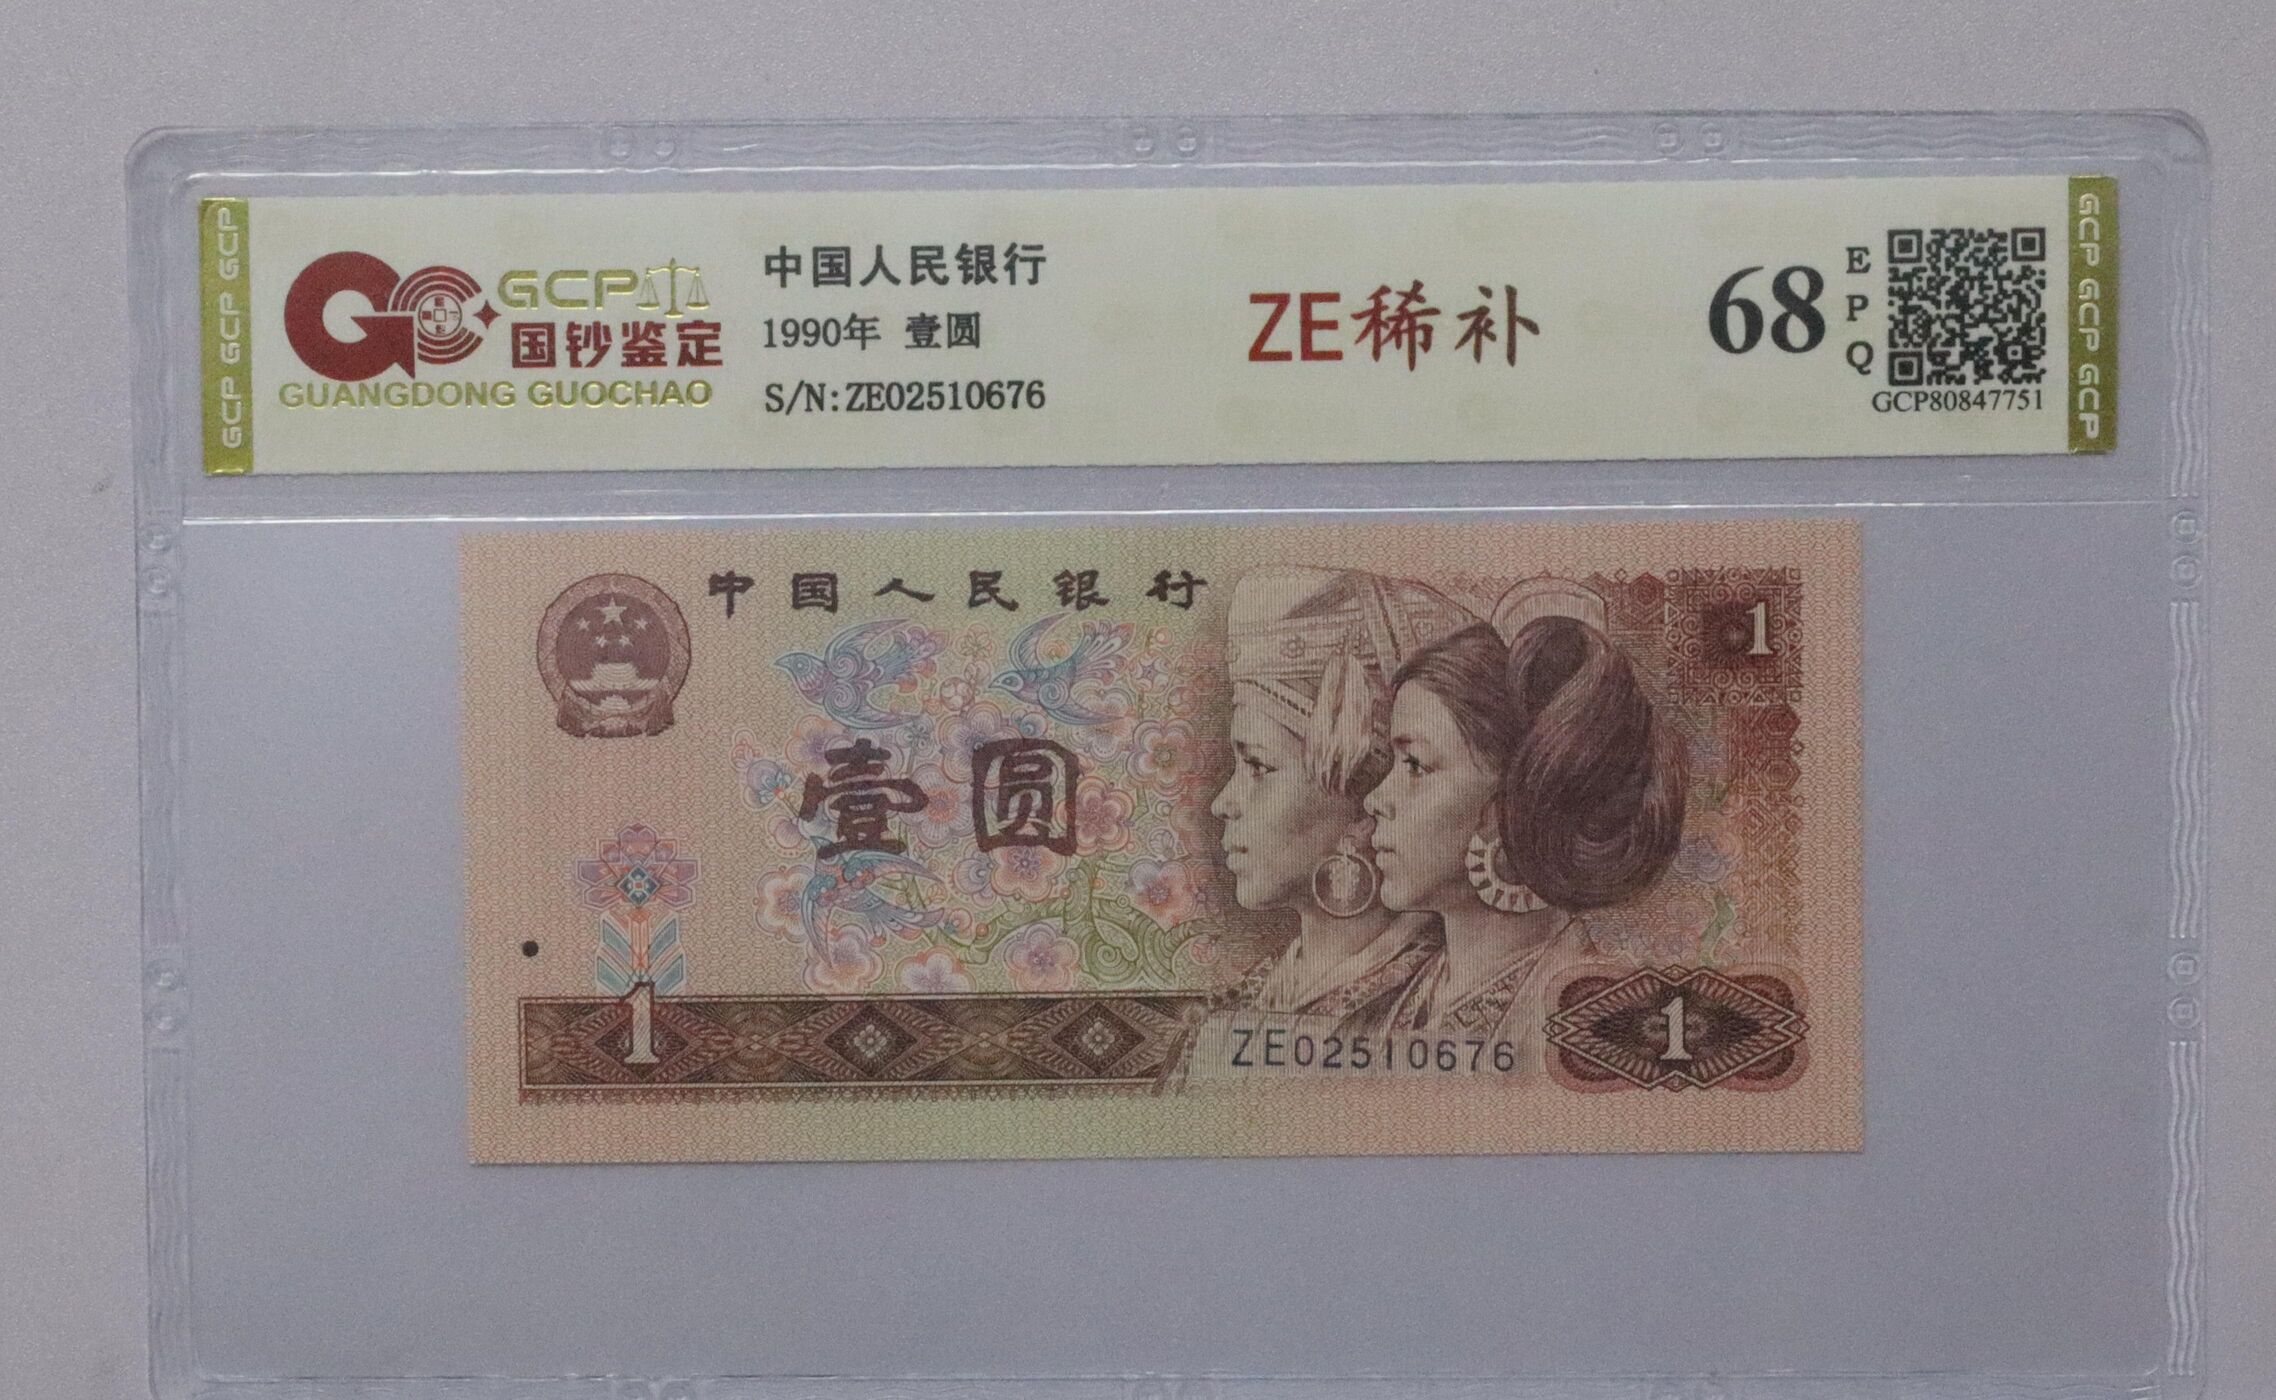 GCP GCP GCP
GCP
国钞鉴定
GUANGDONG GUOCHAO
中国人民银行
1990年 壹圆
S/N:ZE02510676
ZE稀补
68
EPQ
GCP80847751
GCP GCP GCP
中国人民银行
1
壹圆
1
ZE02510676
1